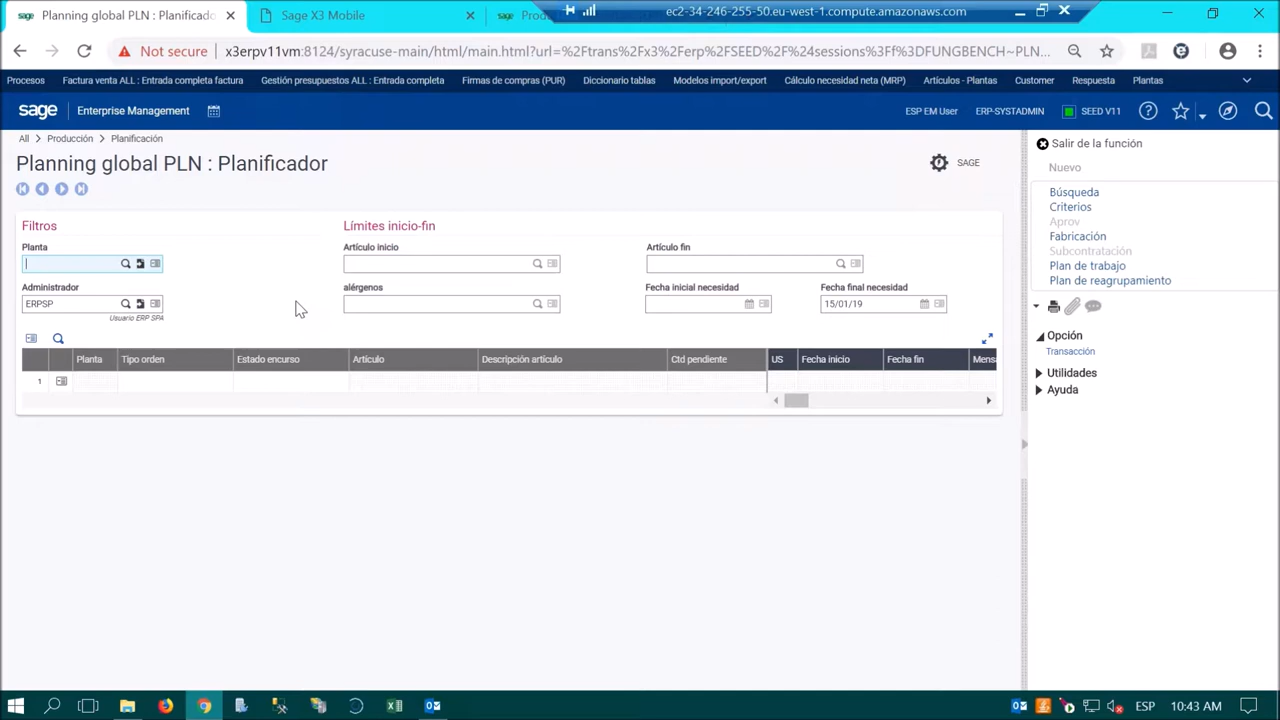 Planning global PLN : Planificado
Sage X3 Mobile
Produ
ec2-34-246-255-50.eu-west-1.compute.amazonaws.com
Not secure
x3erpv11vm:8124/syracuse-main/html/main.html?url=%2Ftrans%2Fx3%2Ferp%2FSEED%2F%24sessions%3Ff%3DFUNGBENCH~PLN...
Procesos
Factura venta ALL : Entrada completa factura
Gestión presupuestos ALL : Entrada completa
Firmas de compras (PUR)
Diccionario tablas
Modelos import/export
Cálculo necesidad neta (MRP)
Artículos - Plantas
Customer
Respuesta
Plantas
sage
Enterprise Management
ESP EM User
ERP-SYSTADMIN
SEED V11
All
Producción
Planificación
Planning global PLN : Planificador
SAGE
Salir de la función
Nuevo
Búsqueda
Criterios
Aprov
Fabricación
Subcontratación
Plan de trabajo
Plan de reagrupamiento
Opción
Transacción
Utilidades
Ayuda
Filtros
Límites inicio-fin
Planta
Artículo inicio
Artículo fin
Administrador
alérgenos
Fecha inicial necesidad
Fecha final necesidad
ERPSP
15/01/19
Usuario ERP SPA
Planta
Tipo orden
Estado encurso
Artículo
Descripción artículo
Ctd pendiente
US
Fecha inicio
Fecha fin
Mens
1
ESP
10:43 AM